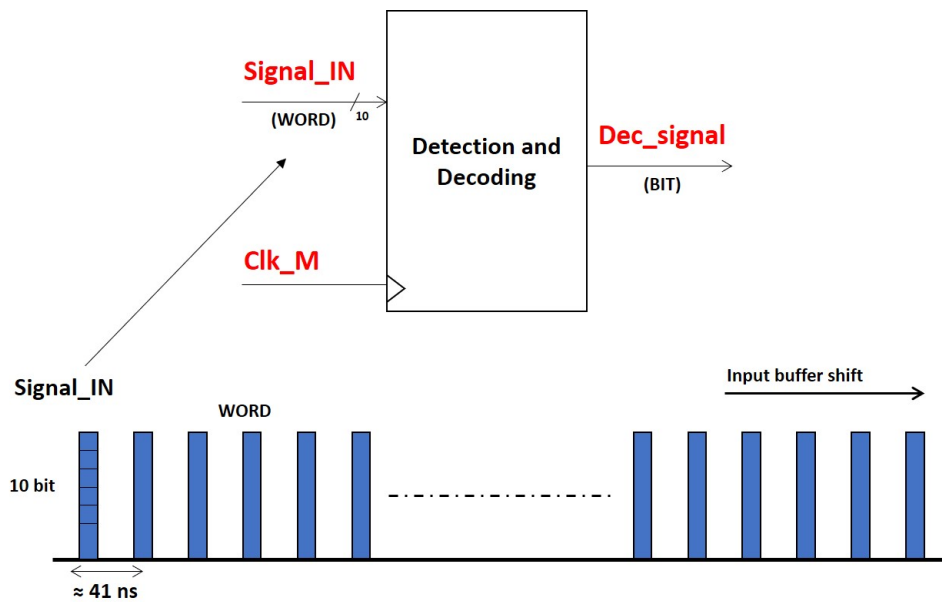 Signal_IN
(WORD)
10
Detection and
Decoding
Dec_signal
(BIT)
Clk_M
Signal_IN
Input buffer shift
WORD
10 bit
≈ 41 ns